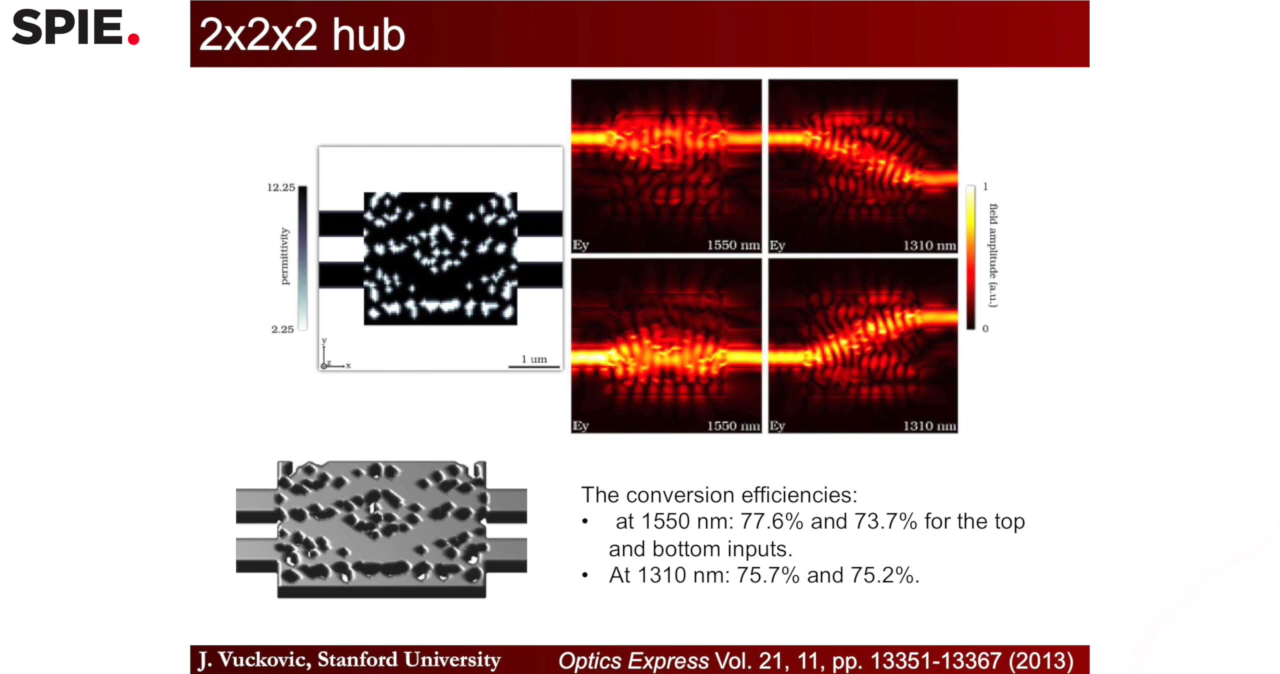 SPIE.
2x2x2 hub
12.25
permittivity
2.25
y
z
x
1 um
Ey
1550 nm
Ey
1310 nm
Ey
1550 nm
Ey
1310 nm
1
field amplitude (a.u.)
0
The conversion efficiencies:
• at 1550 nm: 77.6% and 73.7% for the top
and bottom inputs.
• At 1310 nm: 75.7% and 75.2%.
J. Vuckovic, Stanford University
Optics Express Vol. 21, 11, pp. 13351-13367 (2013)